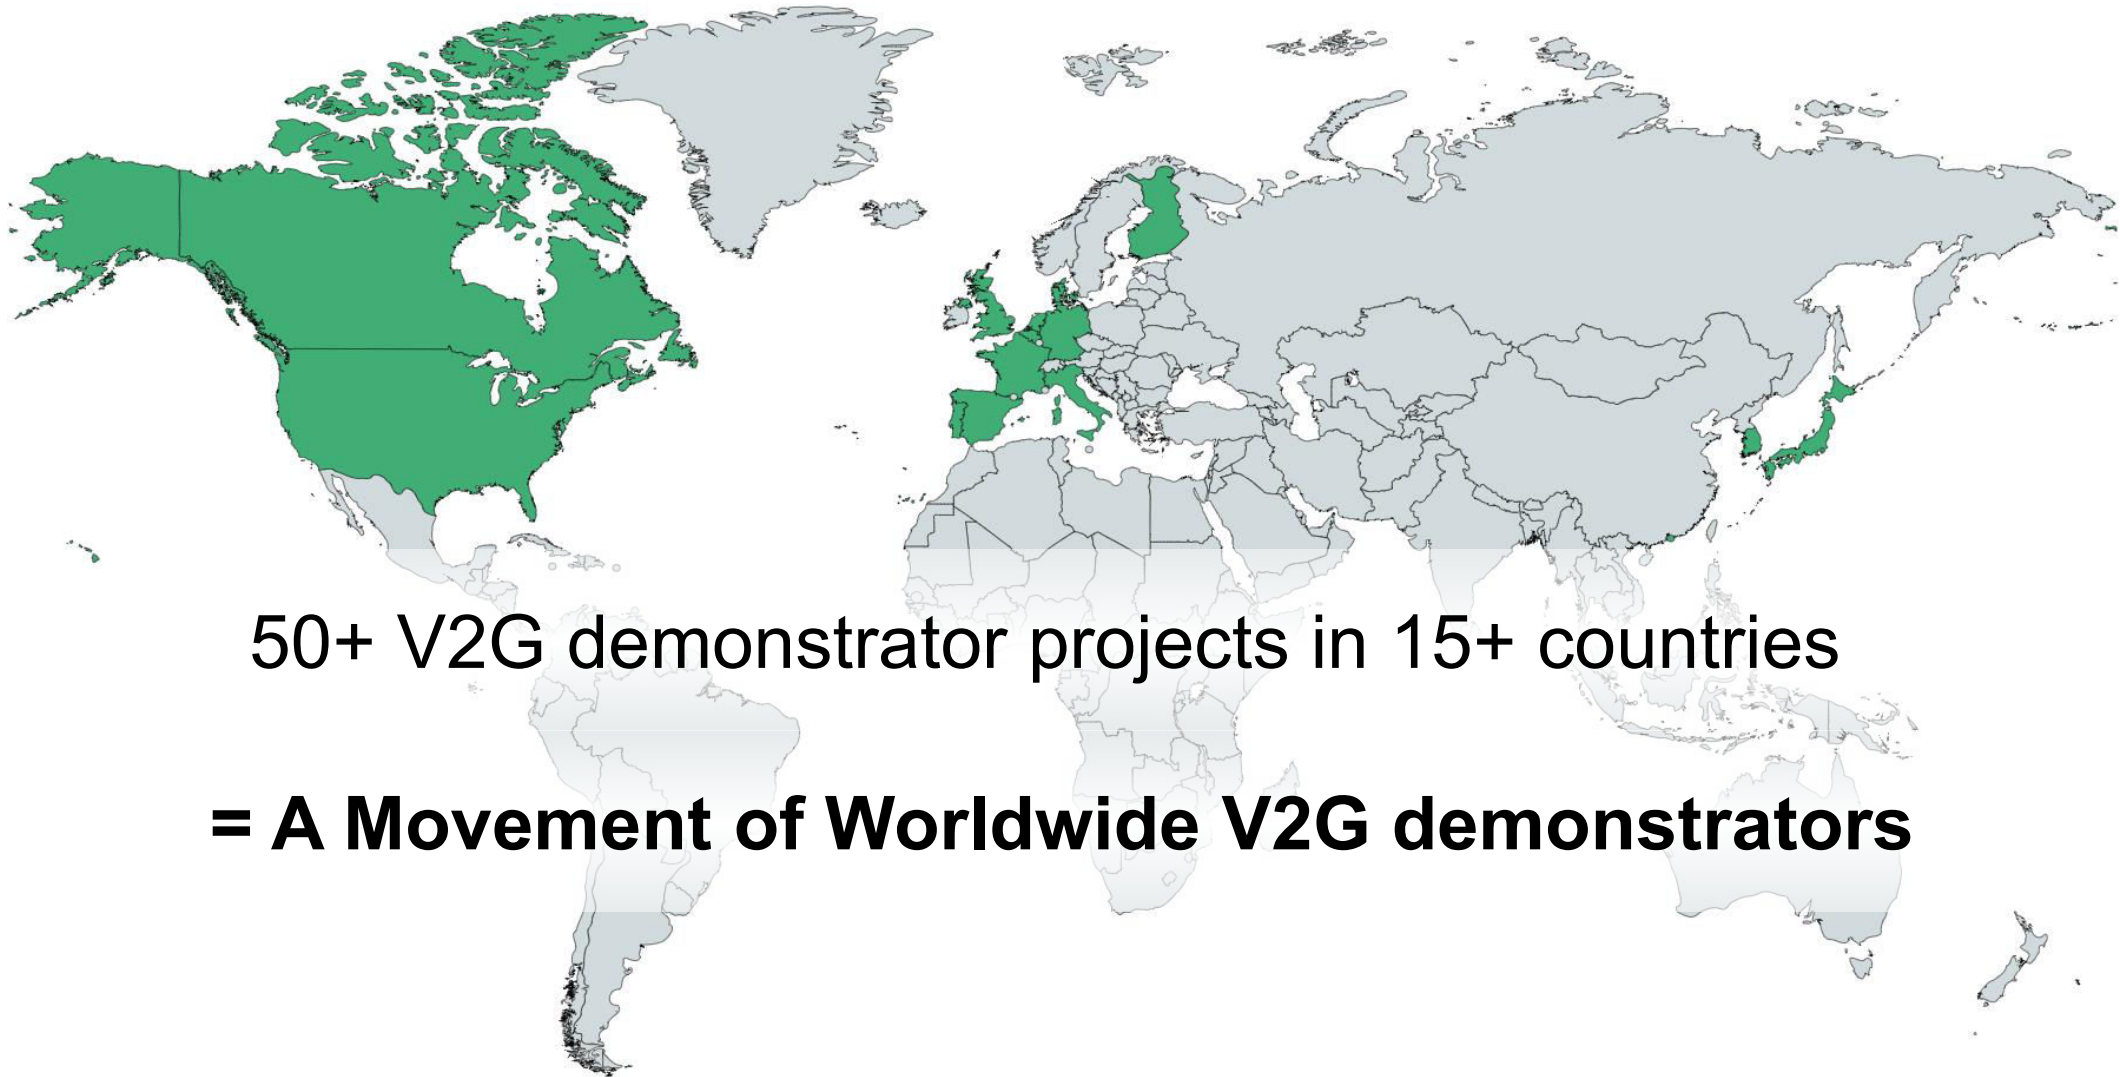 50+ V2G demonstrator projects in 15+ countries
= A Movement of Worldwide V2G demonstrators